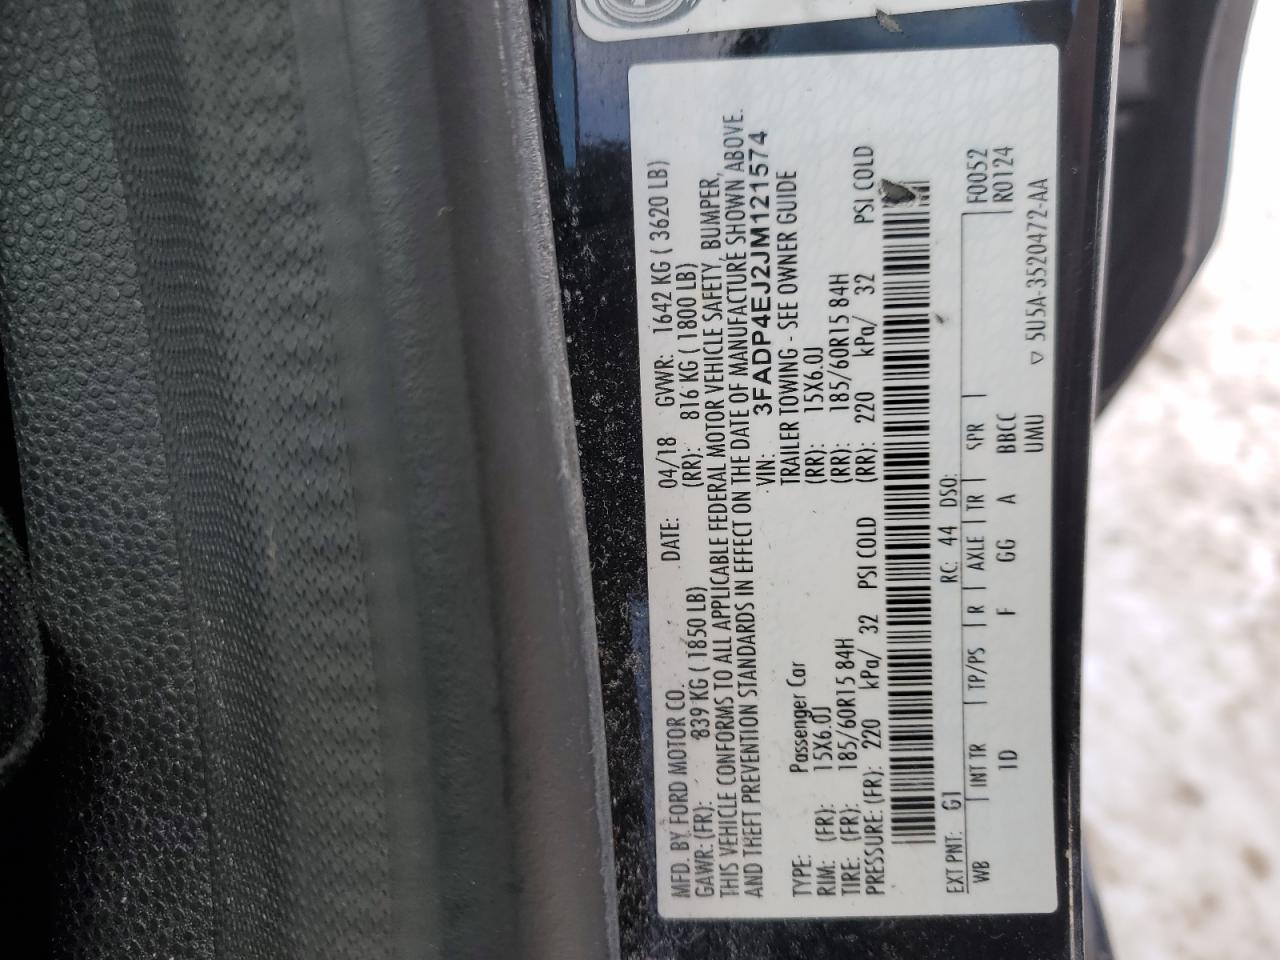 MFD. BY FORD MOTOR CO. DATE: 04/18 GVWR: 1642 KG ( 3620 LB)
GAWR: (FR): 839 KG ( 1850 LB) (RR): 816 KG ( 1800 LB)
THIS VEHICLE CONFORMS TO ALL APPLICABLE FEDERAL MOTOR VEHICLE SAFETY, BUMPER,
AND THEFT PREVENTION STANDARDS IN EFFECT ON THE DATE OF MANUFACTURE SHOWN ABOVE.
VIN: 3FADP4EJ2JM121574
TYPE: Passenger Car TRAILER TOWING - SEE OWNER GUIDE
RIM: (FR): 15X6.0J (RR): 15X6.0J
TIRE: (FR): 185/60R15 84H (RR): 185/60R15 84H
PRESSURE: (FR): 220 kPa/ 32 PSI COLD (RR): 220 kPa/ 32 PSI COLD
EXT PNT: G1 RC: 44 DSO: F0052
WB INT TR TP/PS R AXLE TR SPR R0124
1D F GG A BBCC
UMU ▽ 5U5A-3520472-AA